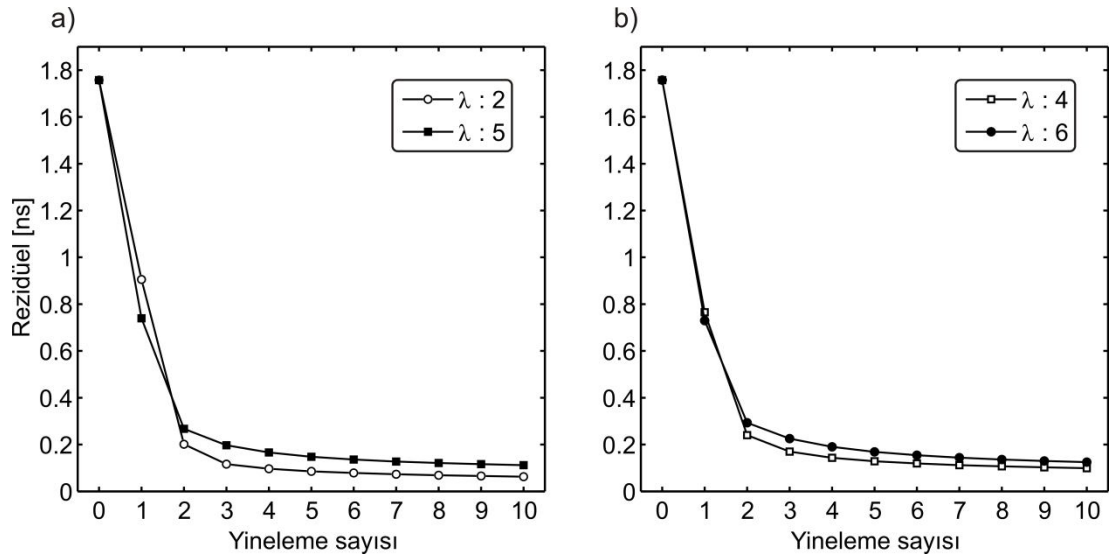 a)
Rezidüel [ns]
1.8
1.6
1.4
1.2
1
0.8
0.6
0.4
0.2
0
0 1 2 3 4 5 6 7 8 9 10
Yineleme sayısı
λ : 2
λ : 5
b)
1.8
1.6
1.4
1.2
1
0.8
0.6
0.4
0.2
0
0 1 2 3 4 5 6 7 8 9 10
Yineleme sayısı
λ : 4
λ : 6